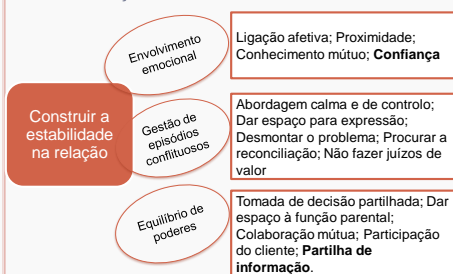 Construir a
estabilidade
na relação
Envolvimento
emocional
Ligação afetiva; Proximidade;
Conhecimento mútuo; Confiança
Gestão de
episódios
conflituosos
Abordagem calma e de controlo;
Dar espaço para expressão;
Desmontar o problema; Procurar a
reconciliação; Não fazer juízos de
valor
Equilíbrio de
poderes
Tomada de decisão partilhada; Dar
espaço à função parental;
Colaboração mútua; Participação
do cliente; Partilha de
informação.